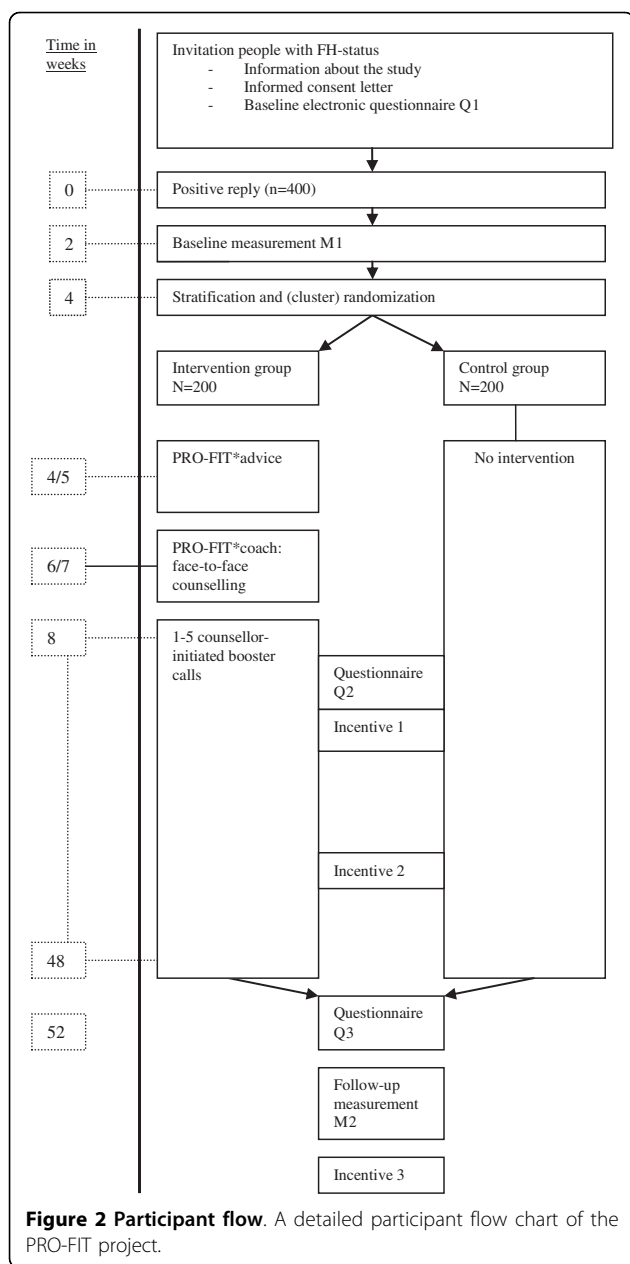 Time in
weeks
Invitation people with FH-status
- Information about the study
- Informed consent letter
- Baseline electronic questionnaire Q1
0
Positive reply (n=400)
2
Baseline measurement M1
4
Stratification and (cluster) randomization
Intervention group
N=200
Control group
N=200
4/5
PRO-FIT*advice
No intervention
6/7
PRO-FIT*coach:
face-to-face
counselling
8
1-5 counsellor-
initiated booster
calls
Questionnaire
Q2
Incentive 1
Incentive 2
48
52
Questionnaire
Q3
Follow-up
measurement
M2
Incentive 3
Figure 2 Participant flow. A detailed participant flow chart of the
PRO-FIT project.